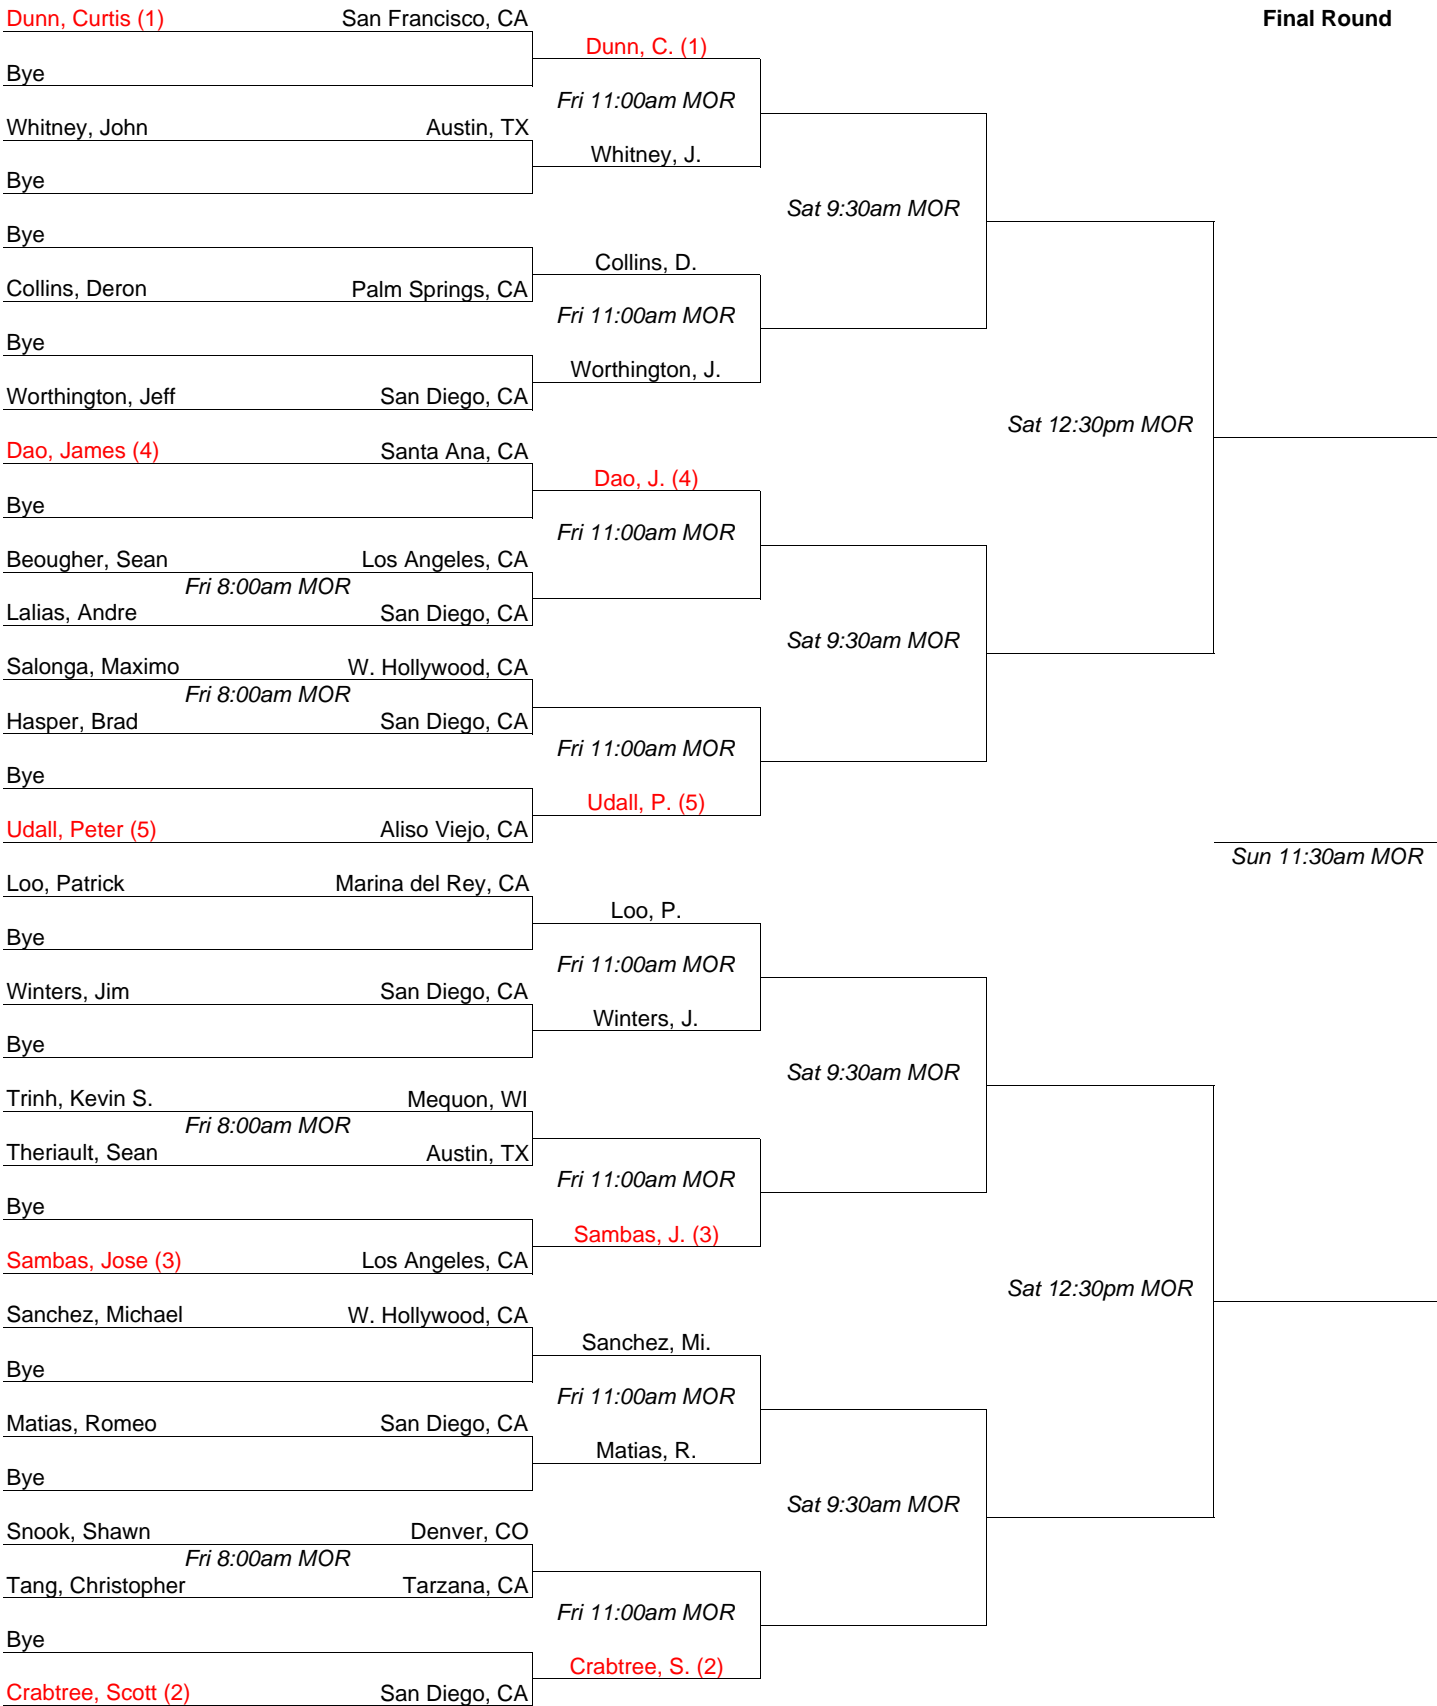 Dunn, Curtis (1) San Francisco, CA
Bye
Whitney, John Austin, TX
Bye
Bye
Collins, Deron Palm Springs, CA
Bye
Worthington, Jeff San Diego, CA
Dao, James (4) Santa Ana, CA
Bye
Beougher, Sean Los Angeles, CA
Fri 8:00am MOR
Lalias, Andre San Diego, CA
Salonga, Maximo W. Hollywood, CA
Fri 8:00am MOR
Hasper, Brad San Diego, CA
Bye
Udall, Peter (5) Aliso Viejo, CA
Loo, Patrick Marina del Rey, CA
Bye
Winters, Jim San Diego, CA
Bye
Trinh, Kevin S. Mequon, WI
Fri 8:00am MOR
Theriault, Sean Austin, TX
Bye
Sambas, Jose (3) Los Angeles, CA
Sanchez, Michael W. Hollywood, CA
Bye
Matias, Romeo San Diego, CA
Bye
Snook, Shawn Denver, CO
Fri 8:00am MOR
Tang, Christopher Tarzana, CA
Bye
Crabtree, Scott (2) San Diego, CA
Dunn, C. (1)
Fri 11:00am MOR
Whitney, J.
Collins, D.
Fri 11:00am MOR
Worthington, J.
Dao, J. (4)
Fri 11:00am MOR
Fri 11:00am MOR
Udall, P. (5)
Loo, P.
Fri 11:00am MOR
Winters, J.
Fri 11:00am MOR
Sambas, J. (3)
Sanchez, Mi.
Fri 11:00am MOR
Matias, R.
Fri 11:00am MOR
Crabtree, S. (2)
Sat 9:30am MOR
Sat 9:30am MOR
Sat 9:30am MOR
Sat 9:30am MOR
Sat 12:30pm MOR
Sat 12:30pm MOR
Final Round
Sun 11:30am MOR